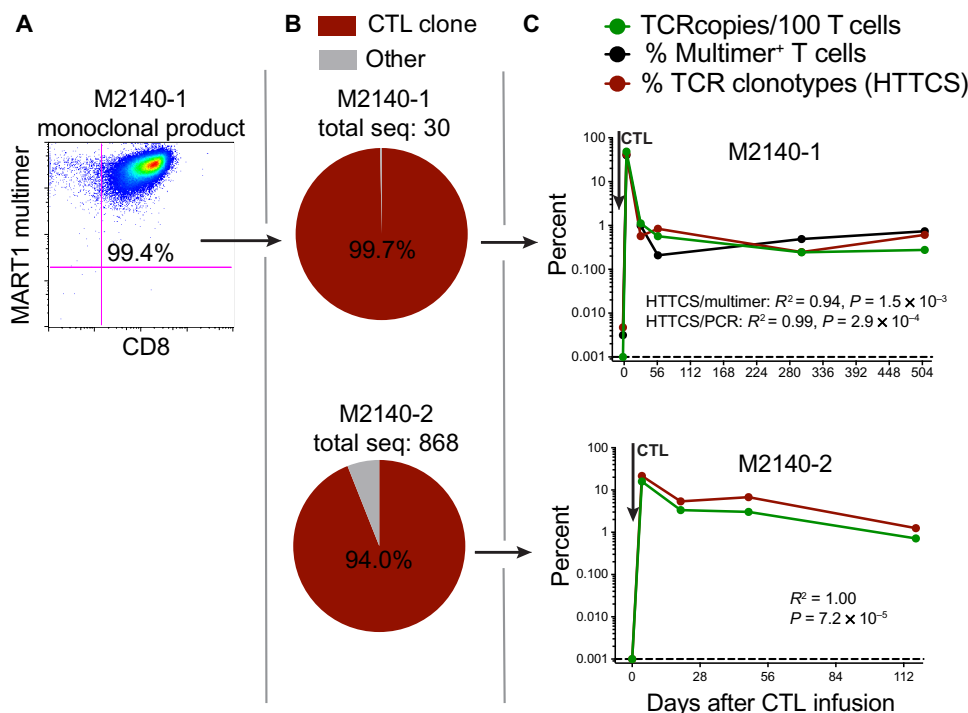 A
M2140-1
monoclonal product
MART1 multimer
99.4%
CD8
B
CTL clone
Other
M2140-1
total seq: 30
99.7%
M2140-2
total seq: 868
94.0%
C
TCRcopies/100 T cells
% Multimer⁺ T cells
% TCR clonotypes (HTTCS)
CTL
M2140-1
Percent
100
10
1
0.100
0.010
0.001
HTTCS/multimer: R² = 0.94, P = 1.5 × 10⁻³
HTTCS/PCR: R² = 0.99, P = 2.9 × 10⁻⁴
0 56 112 168 224 280 336 392 448 504
CTL
M2140-2
Percent
100
10
1
0.100
0.010
0.001
R² = 1.00
P = 7.2 × 10⁻⁵
0 28 56 84 112
Days after CTL infusion